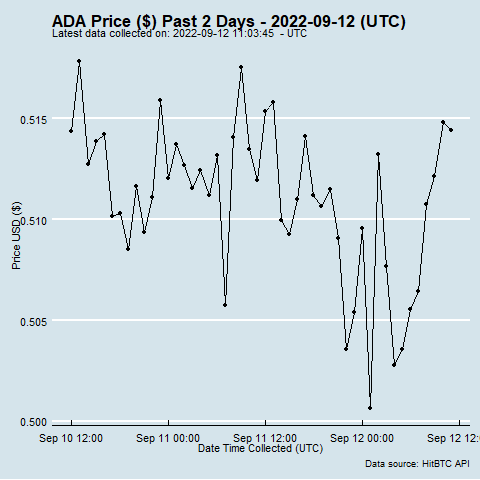 ADA Price ($) Past 2 Days - 2022-09-12 (UTC)
Latest data collected on: 2022-09-12 11:03:45 - UTC
0.515
0.510
0.505
0.500
Price USD ($)
Sep 10 12:00
Sep 11 00:00
Sep 11 12:00
Sep 12 00:00
Sep 12 12:0
Date Time Collected (UTC)
Data source: HitBTC API